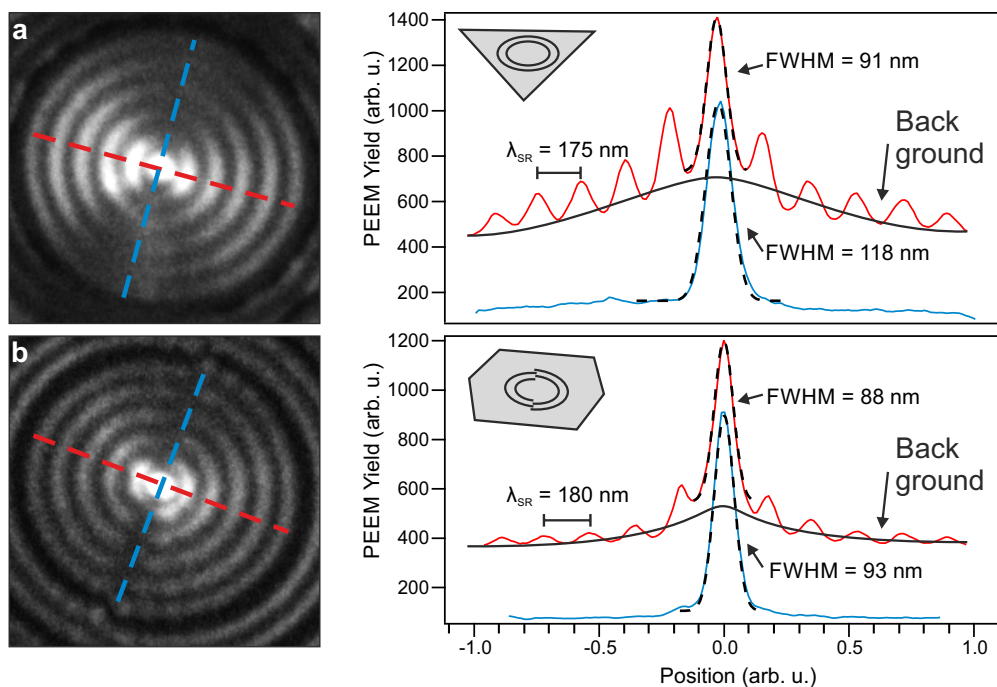 a
PEEM Yield (arb. u.)
1400
1200
1000
800
600
400
200
FWHM = 91 nm
λSR = 175 nm
Back
ground
FWHM = 118 nm
b
PEEM Yield (arb. u.)
1200
1000
800
600
400
200
FWHM = 88 nm
λSR = 180 nm
Back
ground
FWHM = 93 nm
-1.0 -0.5 0.0 0.5 1.0
Position (arb. u.)